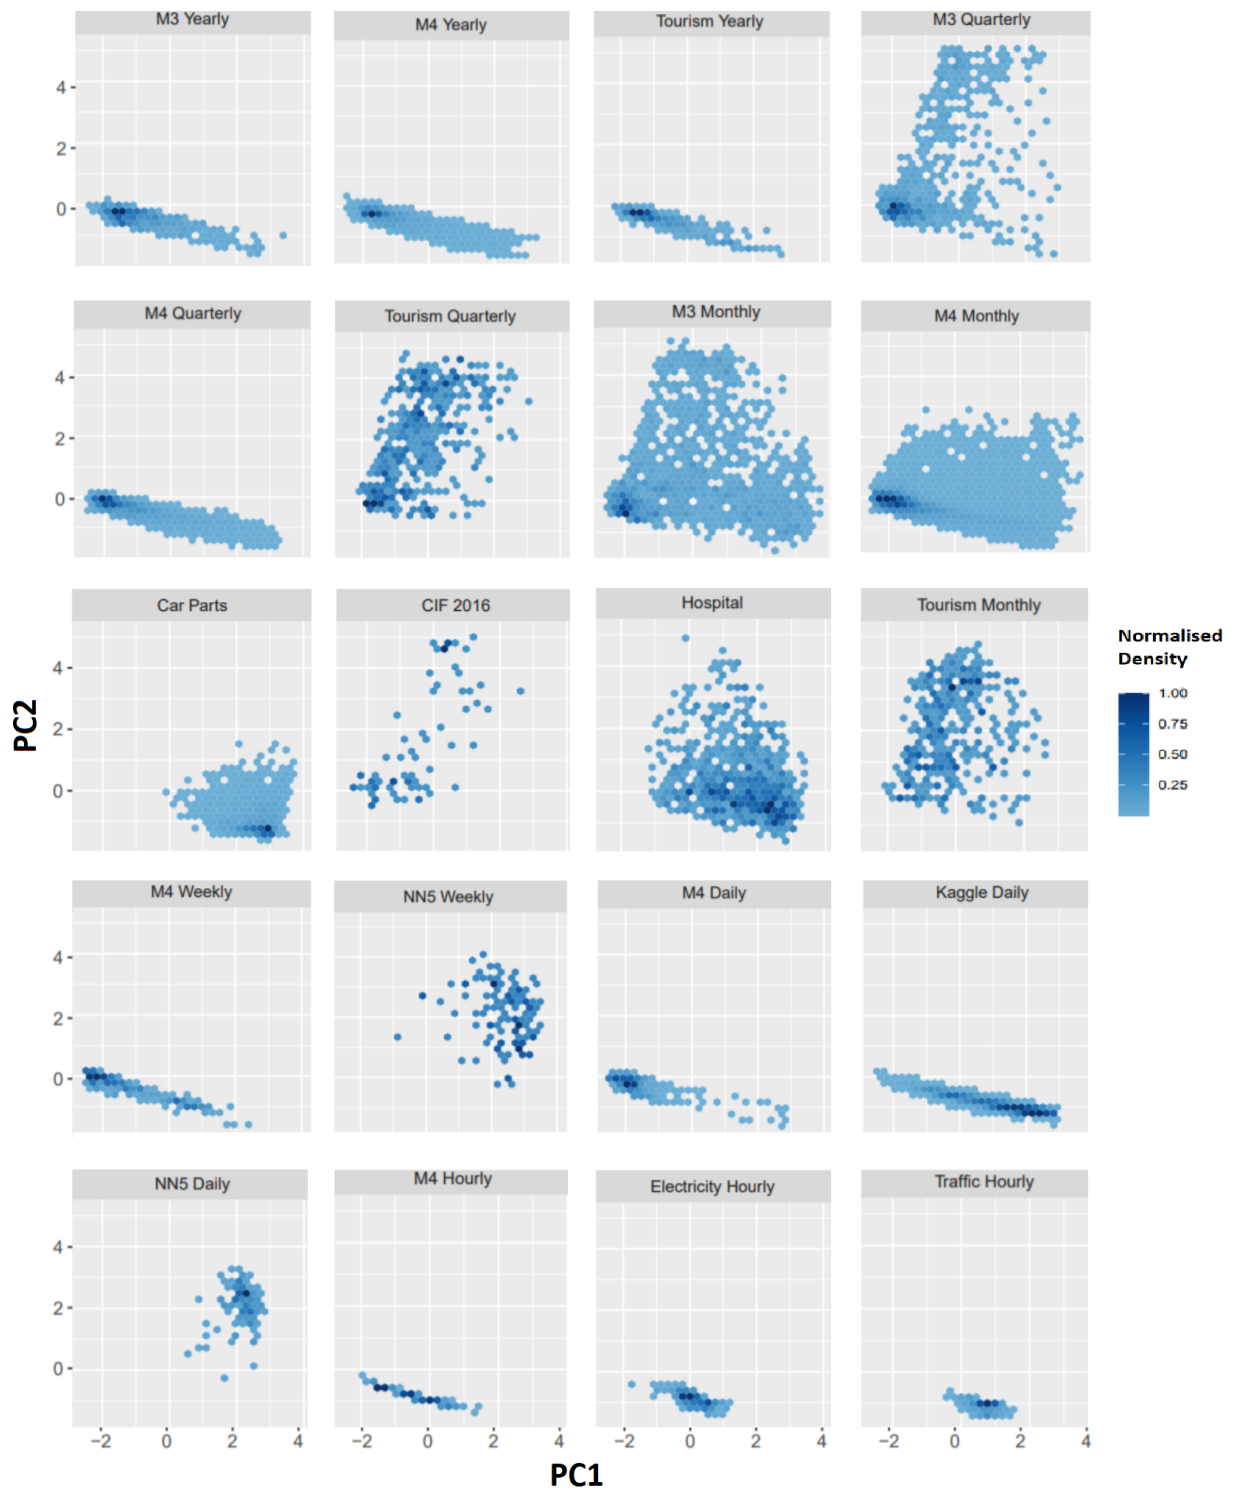 M3 Yearly
M4 Yearly
Tourism Yearly
M3 Quarterly
4
2
0
M4 Quarterly
Tourism Quarterly
M3 Monthly
M4 Monthly
4
2
0
Car Parts
CIF 2016
Hospital
Tourism Monthly
4
2
0
PC2
Normalised
Density
1.00
0.75
0.50
0.25
M4 Weekly
NN5 Weekly
M4 Daily
Kaggle Daily
4
2
0
NN5 Daily
M4 Hourly
Electricity Hourly
Traffic Hourly
4
2
0
−2 0 2 4
−2 0 2 4
−2 0 2 4
−2 0 2 4
PC1